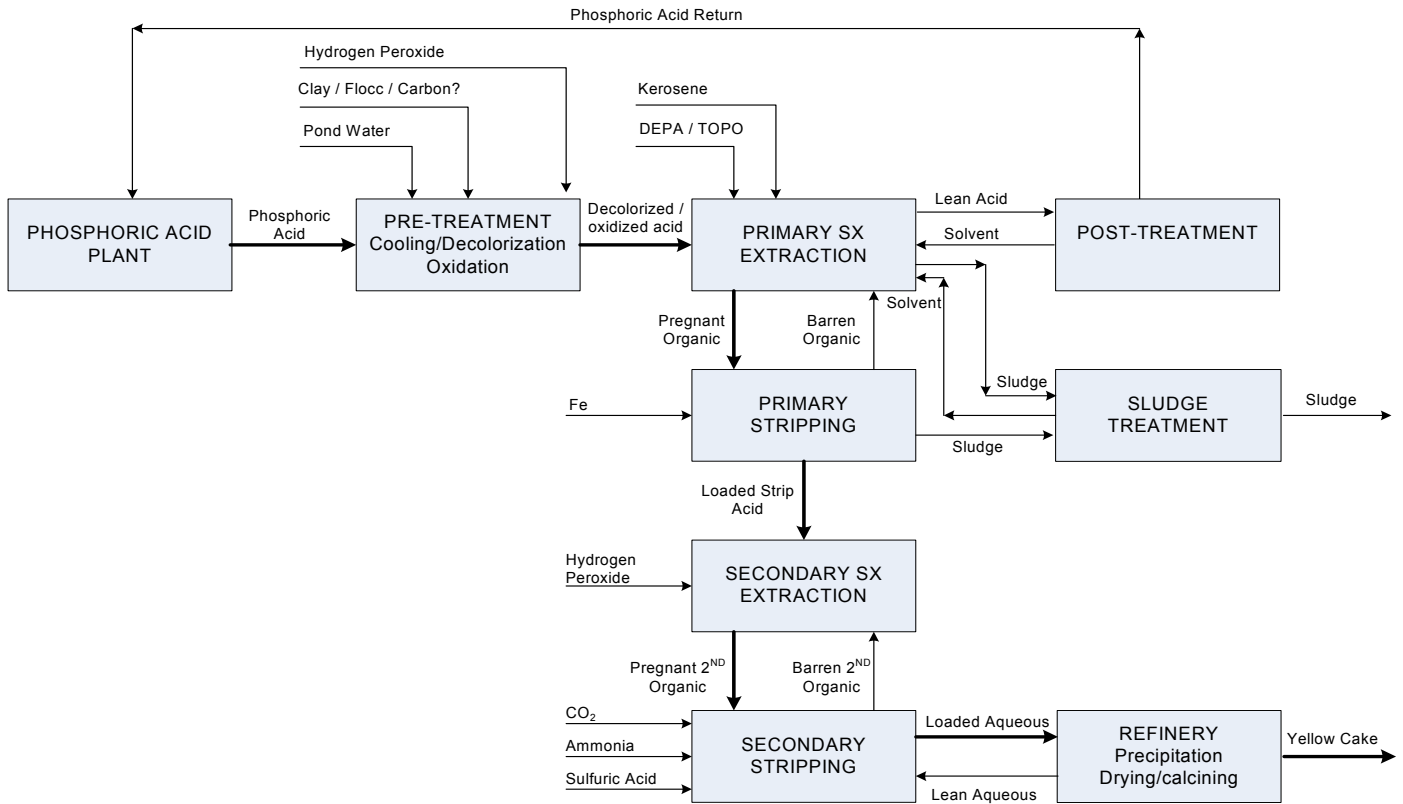 Phosphoric Acid Return
Hydrogen Peroxide
Clay / Flocc / Carbon?
Pond Water
Kerosene
DEPA / TOPO
PHOSPHORIC ACID
PLANT
Phosphoric
Acid
PRE-TREATMENT
Cooling/Decolorization
Oxidation
Decolorized /
oxidized acid
PRIMARY SX
EXTRACTION
Lean Acid
Solvent
POST-TREATMENT
Pregnant
Organic
Barren
Organic
Solvent
Fe
PRIMARY
STRIPPING
Sludge
Sludge
SLUDGE
TREATMENT
Sludge
Loaded Strip
Acid
Hydrogen
Peroxide
SECONDARY SX
EXTRACTION
Pregnant 2ND
Organic
Barren 2ND
Organic
CO2
Ammonia
Sulfuric Acid
SECONDARY
STRIPPING
Loaded Aqueous
Lean Aqueous
REFINERY
Precipitation
Drying/calcining
Yellow Cake